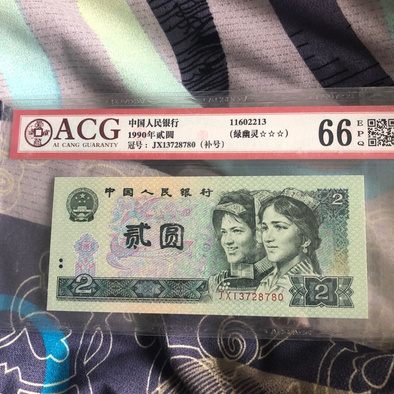 ACG
AI CANG GUARANTY
中国人民银行
1990年贰圆
冠号：JX13728780（补号）
11602213
(绿幽灵☆☆☆)
66
EPQ
中国人民银行
贰圆
2
2
JX13728780
2